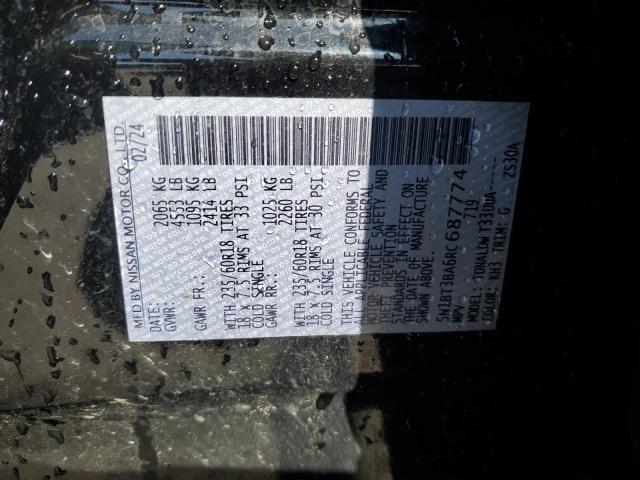 MFD BY NISSAN MOTOR CO., LTD.
DATE: 02/24
GVWR: 2065 KG
4553 LB
GAWR FR.: 1095 KG
2414 LB
WITH 235/60R18 TIRES
18 X 7.5 RIMS AT 33 PSI
COLD SINGLE
GAWR RR.: 1025 KG
2260 LB
WITH 235/60R18 TIRES
18 X 7.5 RIMS AT 30 PSI
COLD SINGLE
THIS VEHICLE CONFORMS TO
ALL APPLICABLE FEDERAL
MOTOR VEHICLE SAFETY AND
THEFT PREVENTION
STANDARDS IN EFFECT ON
THE DATE OF MANUFACTURE
SHOWN ABOVE.
5N1BT3BA6RC 687774
MPV 719
MODEL:
COLOR: KH3 TRIM: G ZS30A